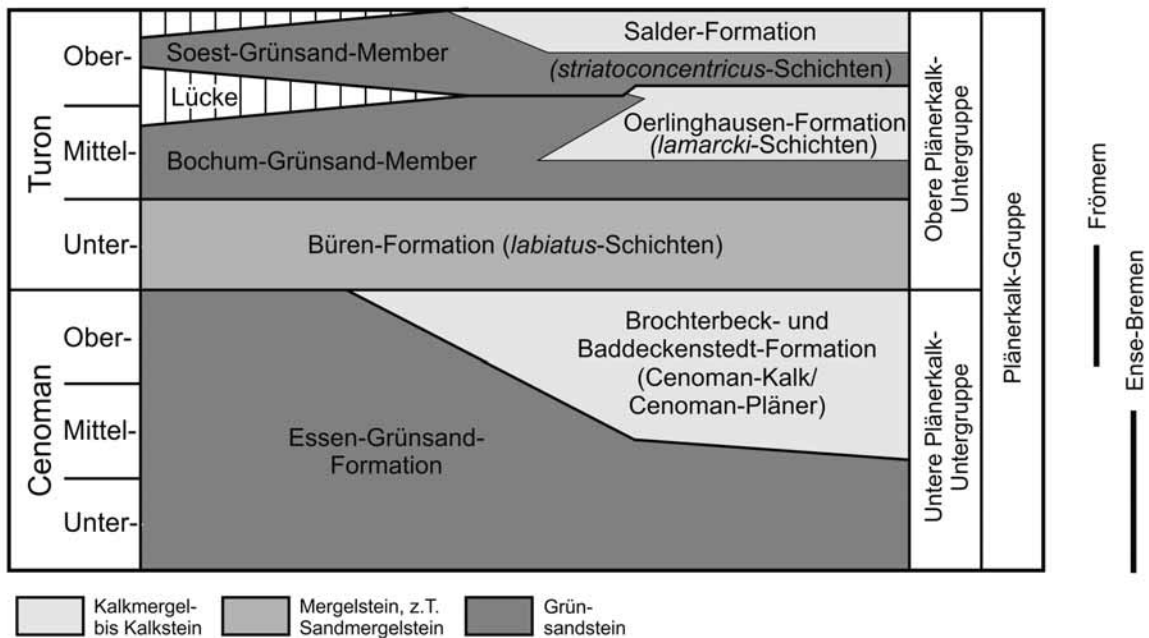 Turon
Ober-
Mittel-
Unter-
Cenoman
Ober-
Mittel-
Unter-
Soest-Grünsand-Member
Lücke
Bochum-Grünsand-Member
Salder-Formation
(striatoconcentricus-Schichten)
Oerlinghausen-Formation
(lamarcki-Schichten)
Büren-Formation (labiatus-Schichten)
Brochterbeck- und
Baddeckenstedt-Formation
(Cenoman-Kalk/
Cenoman-Pläner)
Essen-Grünsand-
Formation
Obere Plänerkalk-
Untergruppe
Untere Plänerkalk-
Untergruppe
Plänerkalk-Gruppe
Frömern
Ense-Bremen
Kalkmergel-
bis Kalkstein
Mergelstein, z.T.
Sandmergelstein
Grün-
sandstein